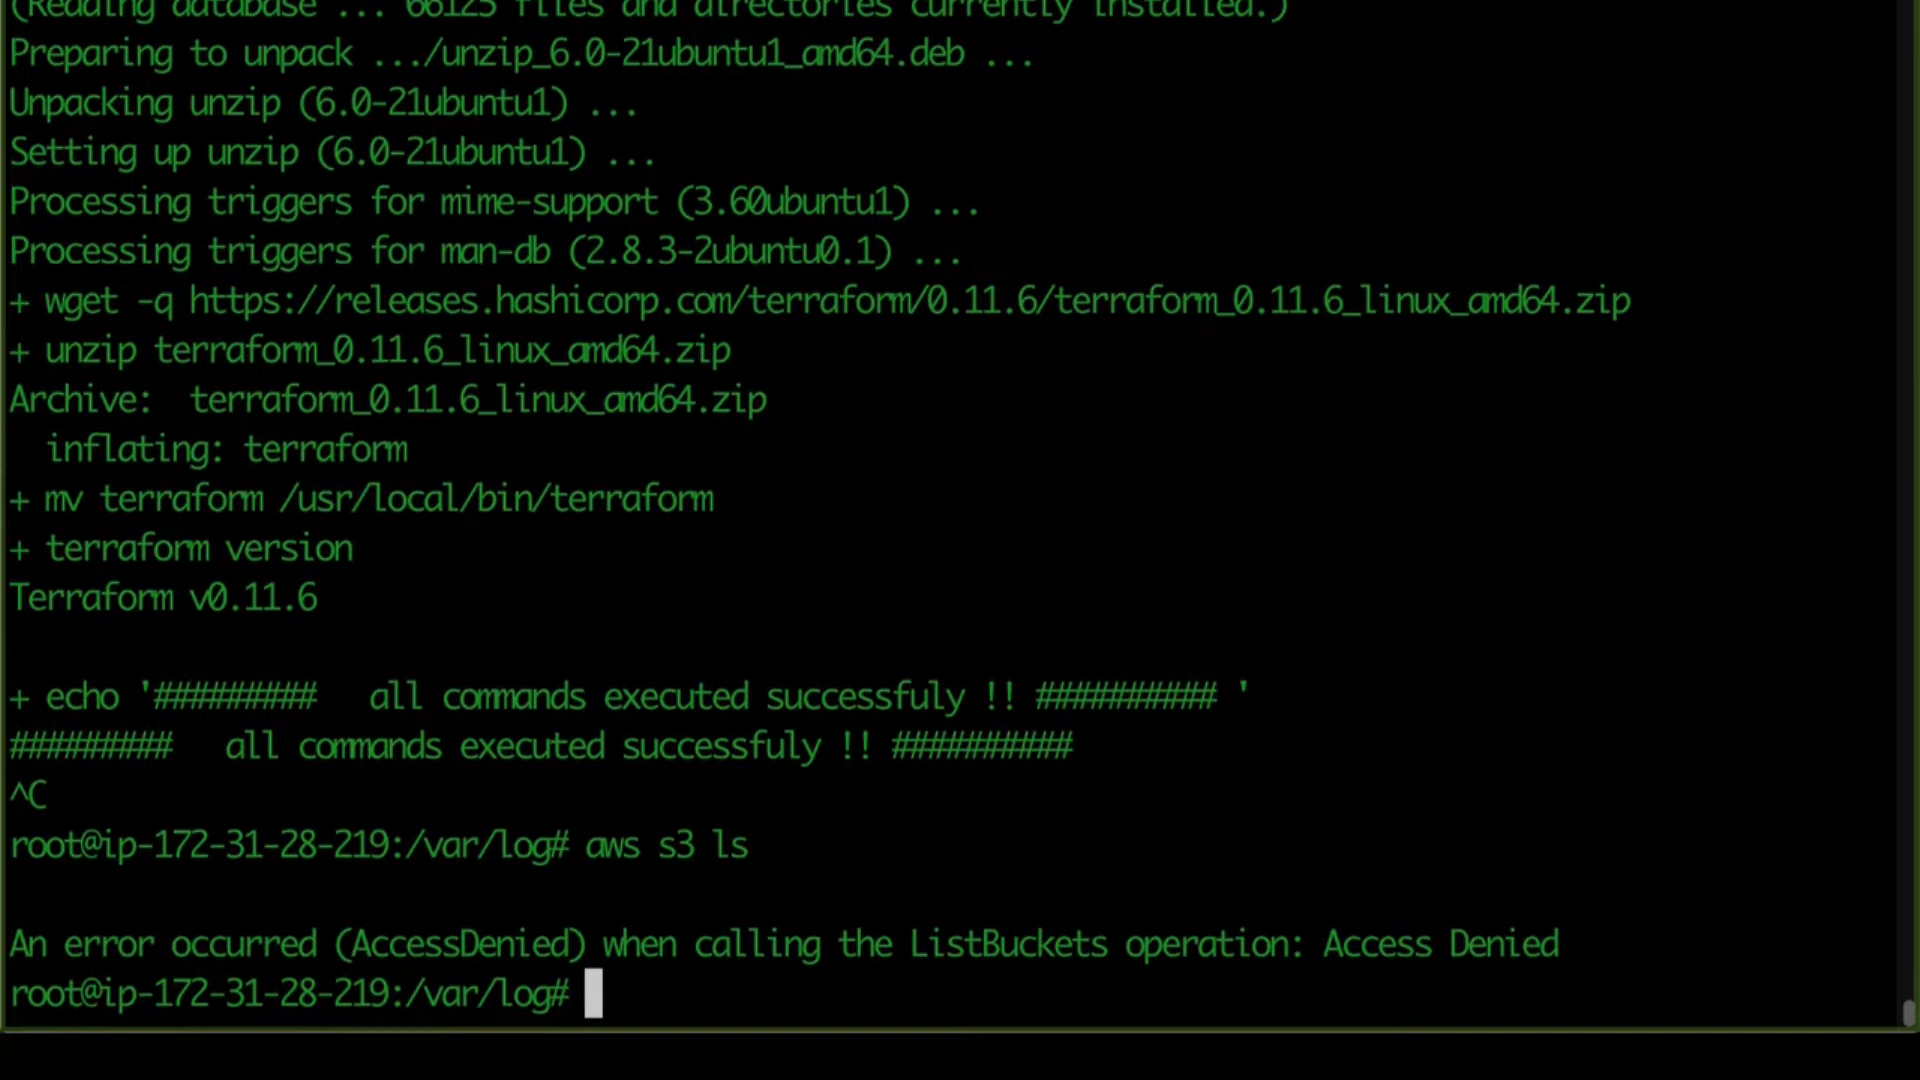 (Reading database ... 66125 files and directories currently installed.)
Preparing to unpack .../unzip_6.0-21ubuntu1_amd64.deb ...
Unpacking unzip (6.0-21ubuntu1) ...
Setting up unzip (6.0-21ubuntu1) ...
Processing triggers for mime-support (3.60ubuntu1) ...
Processing triggers for man-db (2.8.3-2ubuntu0.1) ...
+ wget -q https://releases.hashicorp.com/terraform/0.11.6/terraform_0.11.6_linux_amd64.zip
+ unzip terraform_0.11.6_linux_amd64.zip
Archive:  terraform_0.11.6_linux_amd64.zip
  inflating: terraform
+ mv terraform /usr/local/bin/terraform
+ terraform version
Terraform v0.11.6
+ echo '#########   all commands executed successfuly !! ########## '
#########   all commands executed successfuly !! ##########
^C
root@ip-172-31-28-219:/var/log# aws s3 ls
An error occurred (AccessDenied) when calling the ListBuckets operation: Access Denied
root@ip-172-31-28-219:/var/log#